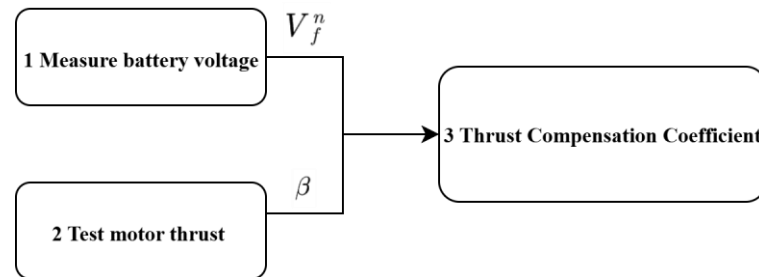 V_f^n
1 Measure battery voltage
3 Thrust Compensation Coefficient
β
2 Test motor thrust